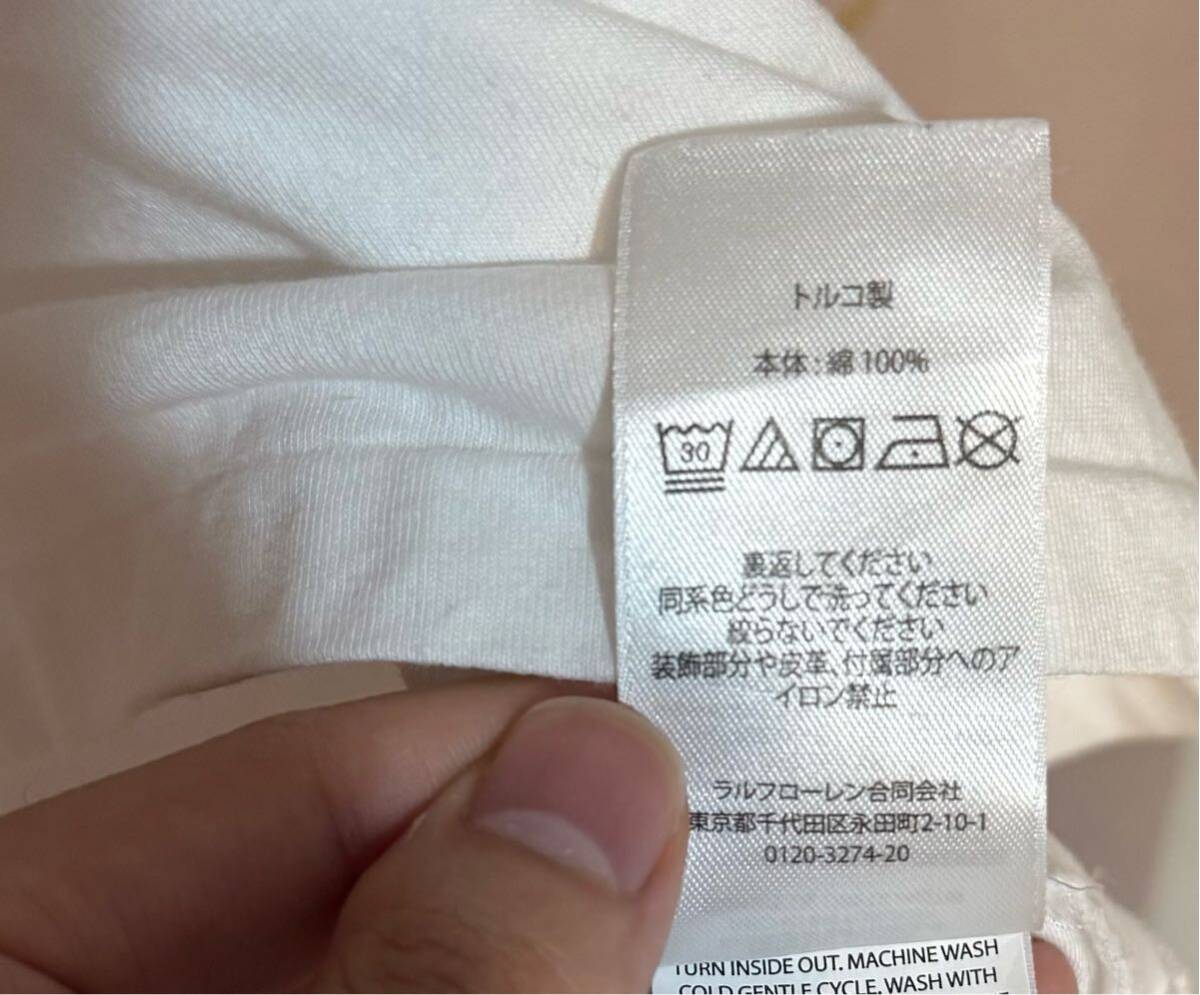 トルコ製
本体 : 綿 100%
30
裏返してください
同系色どうしで洗ってください
絞らないでください
装飾部分や皮革、付属部分へのア
イロン禁止
ラルフローレン合同会社
東京都千代田区永田町2-10-1
0120-3274-20
TURN INSIDE OUT. MACHINE WASH
COLD GENTLE CYCLE. WASH WITH